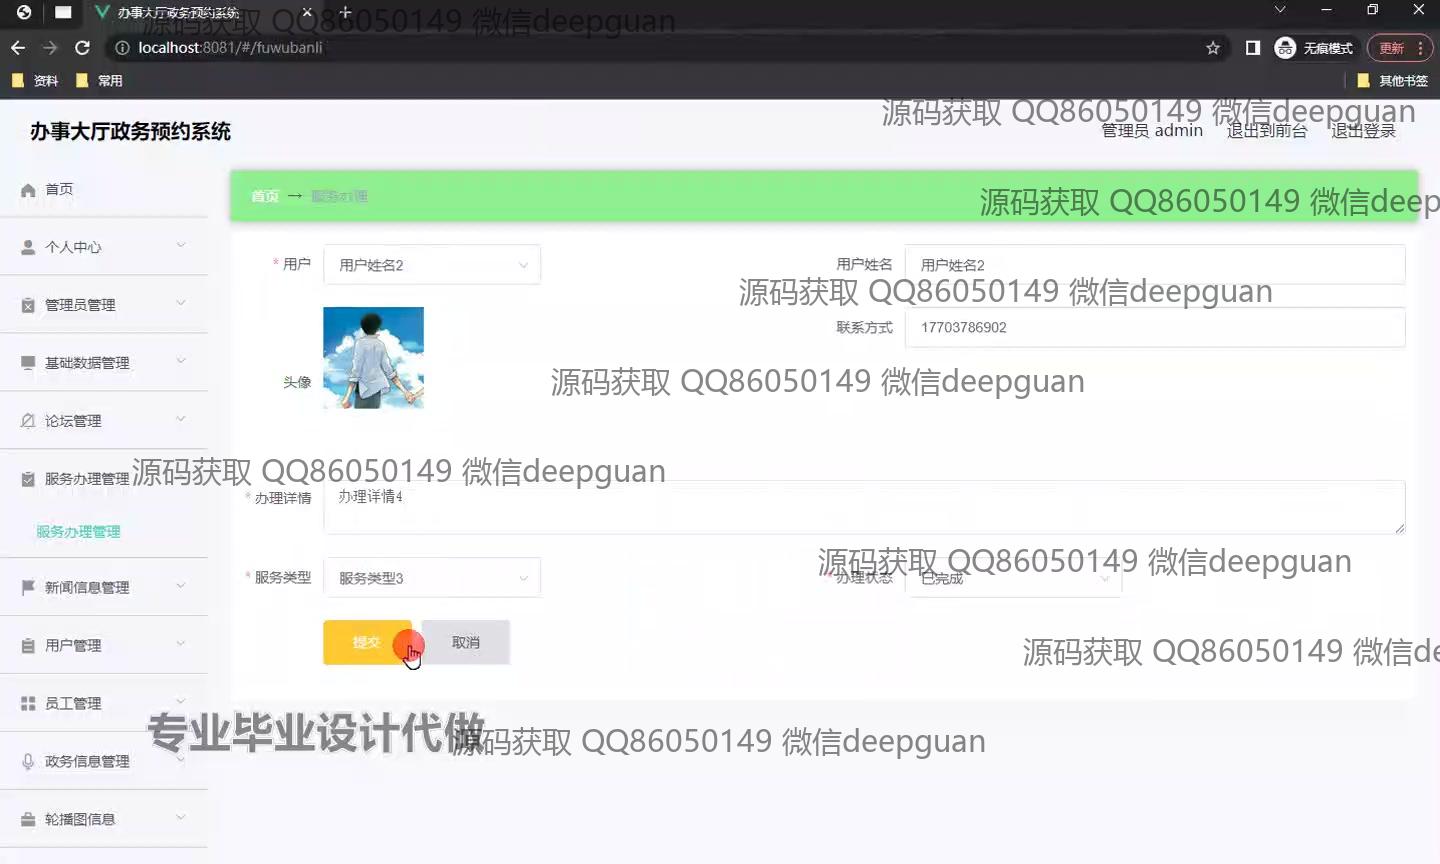 办事大厅政务预约系统
源码获取 QQ86050149 微信deepguan
localhost:8081/#/fuwubanli
无痕模式
更新
资料
常用
其他书签
源码获取 QQ86050149 微信deepguan
办事大厅政务预约系统
管理员 admin
退出到前台
退出登录
首页
首页 → 服务办理
源码获取 QQ86050149 微信deep
个人中心
* 用户
用户姓名2
用户姓名
用户姓名2
源码获取 QQ86050149 微信deepguan
管理员管理
联系方式
17703786902
基础数据管理
头像
源码获取 QQ86050149 微信deepguan
论坛管理
服务办理管理
源码获取 QQ86050149 微信deepguan
* 办理详情
办理详情4
服务办理管理
源码获取 QQ86050149 微信deepguan
* 服务类型
服务类型3
* 办理状态
已完成
新闻信息管理
提交
取消
用户管理
源码获取 QQ86050149 微信de
员工管理
专业毕业设计代做
源码获取 QQ86050149 微信deepguan
政务信息管理
轮播图信息